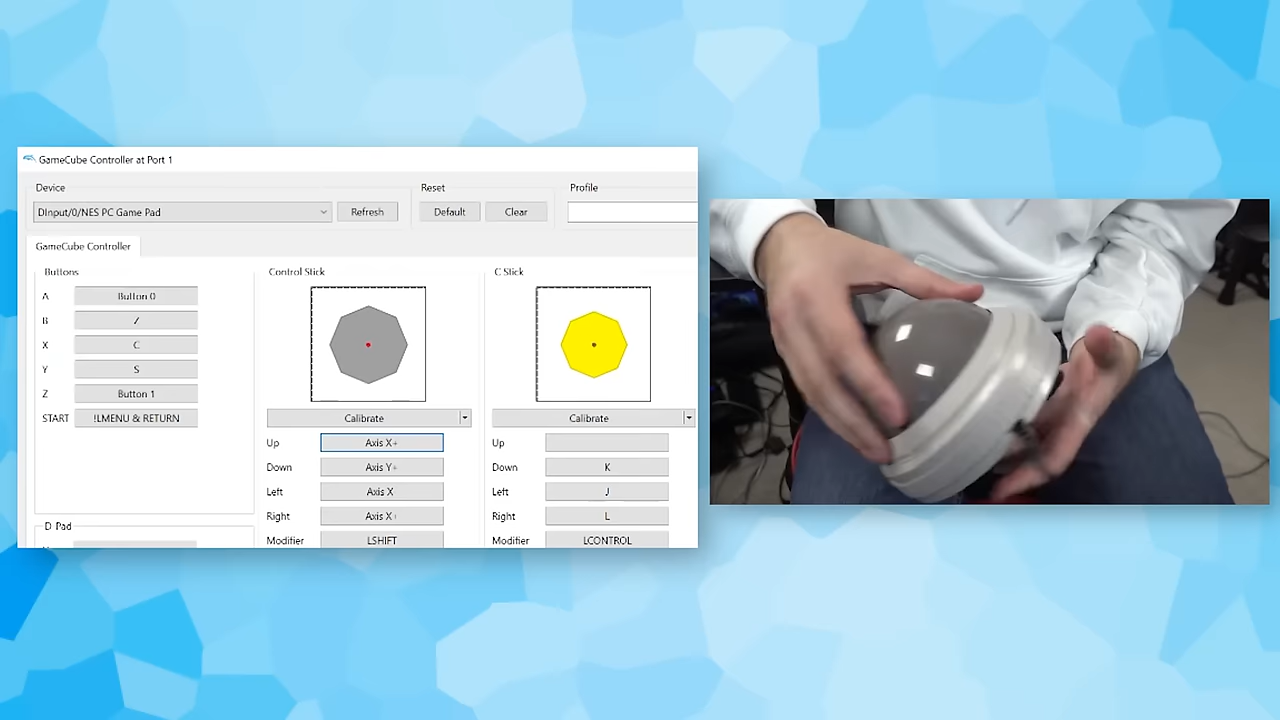 GameCube Controller at Port 1
Device
Reset
Profile
DInput/0/NES PC Game Pad
Refresh
Default
Clear
GameCube Controller
Buttons
Control Stick
C Stick
A
Button 0
B
Z
X
C
Y
S
Z
Button 1
START
!LMENU & RETURN
Calibrate
Calibrate
Up
Axis X+
Up
Down
Axis Y+
Down
K
Left
Axis X
Left
J
Right
Axis X+
Right
L
Modifier
LSHIFT
Modifier
LCONTROL
D Pad